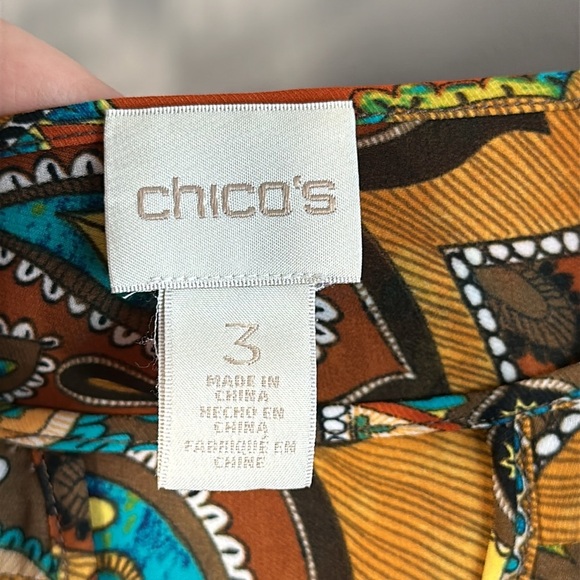 chico's
3
MADE IN
CHINA
HECHO EN
CHINA
FABRIQUÉ EN
CHINE